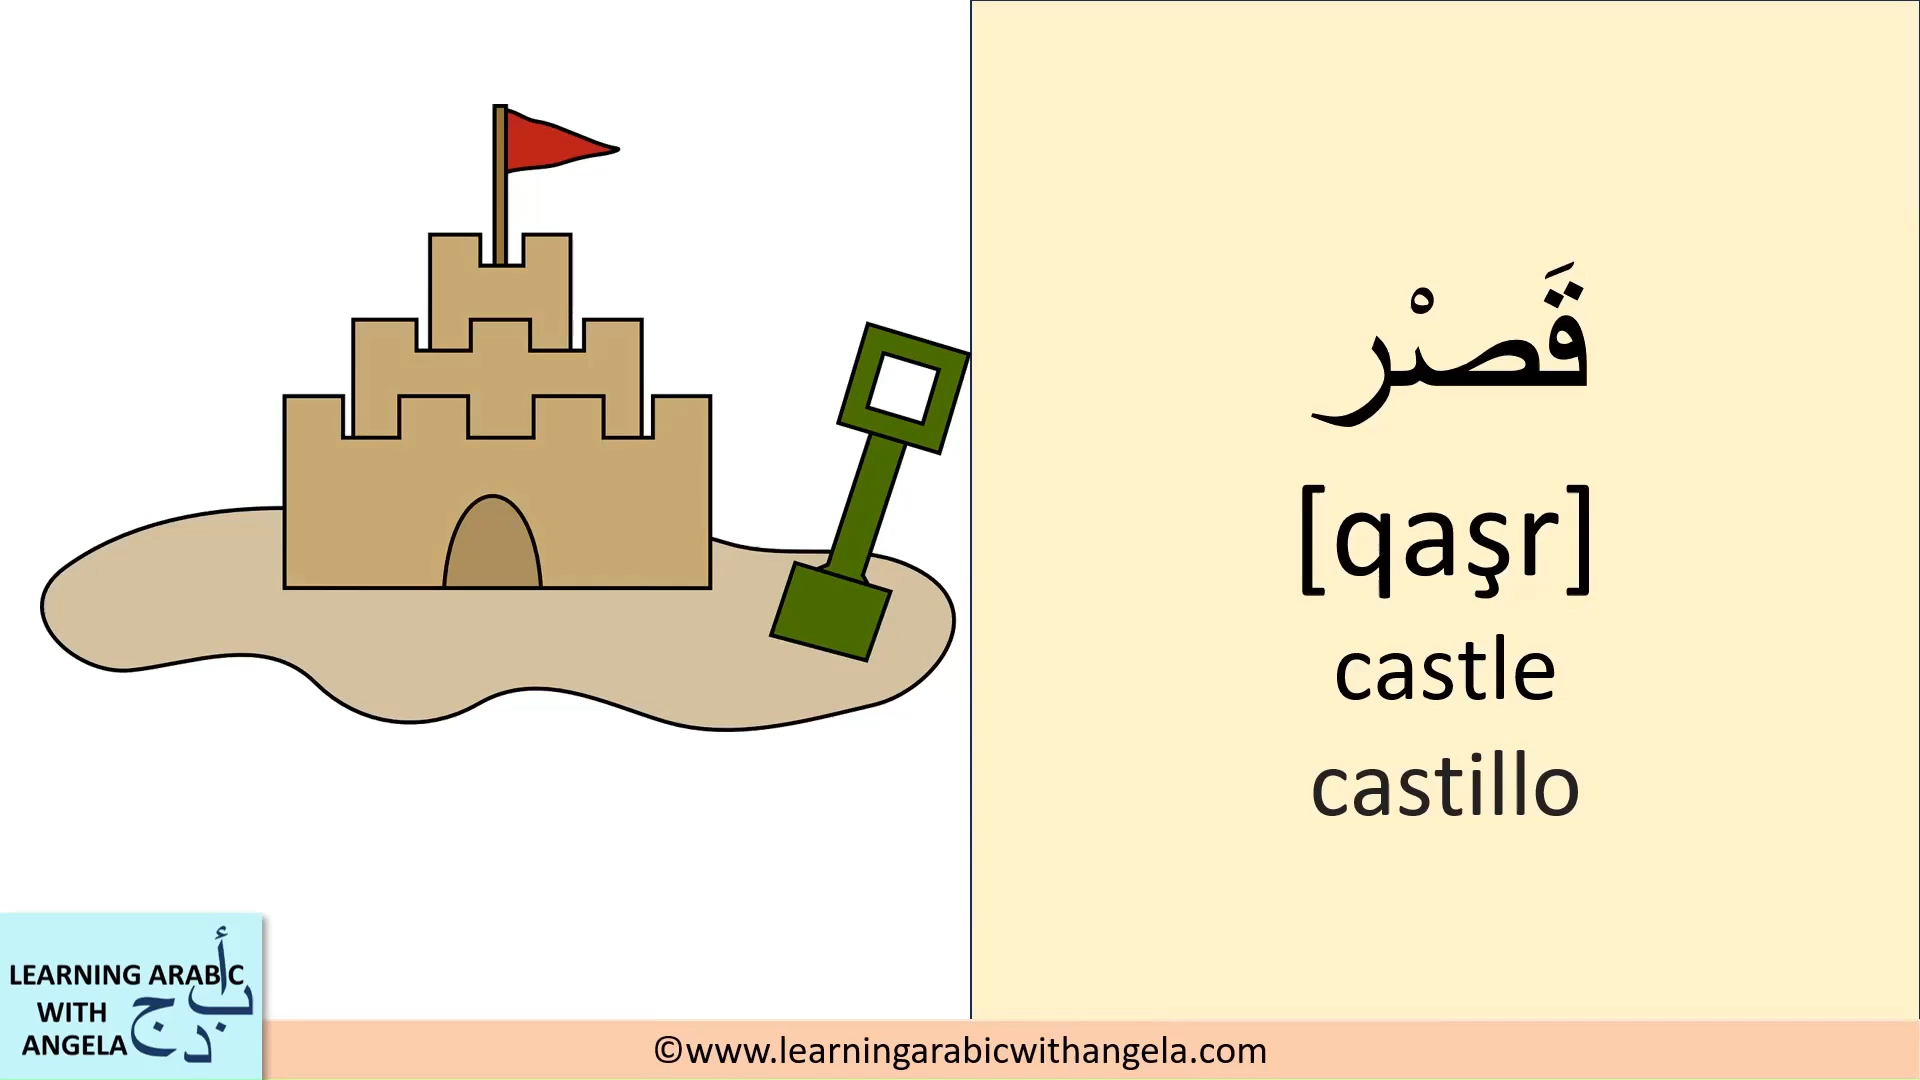 قَصْر
[qaşr]
castle
castillo
LEARNING ARABIC
WITH
ANGELA
أ ب ج د
©www.learningarabicwithangela.com